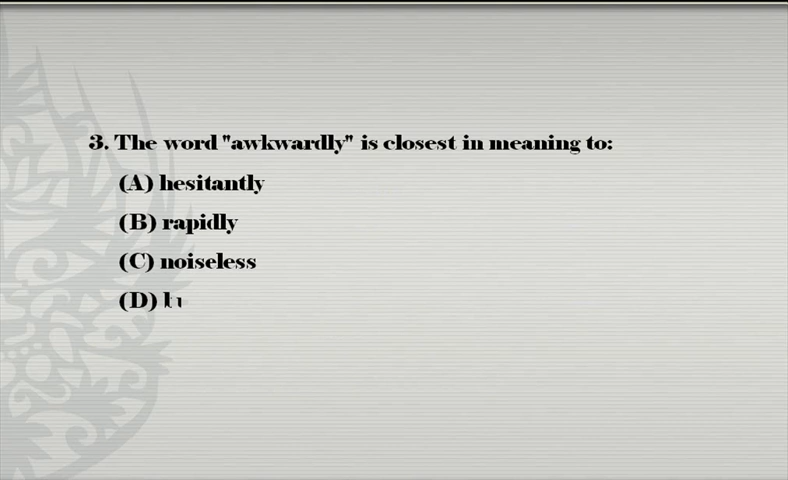 3. The word "awkwardly" is closest in meaning to:
(A) hesitantly
(B) rapidly
(C) noiseless
(D)